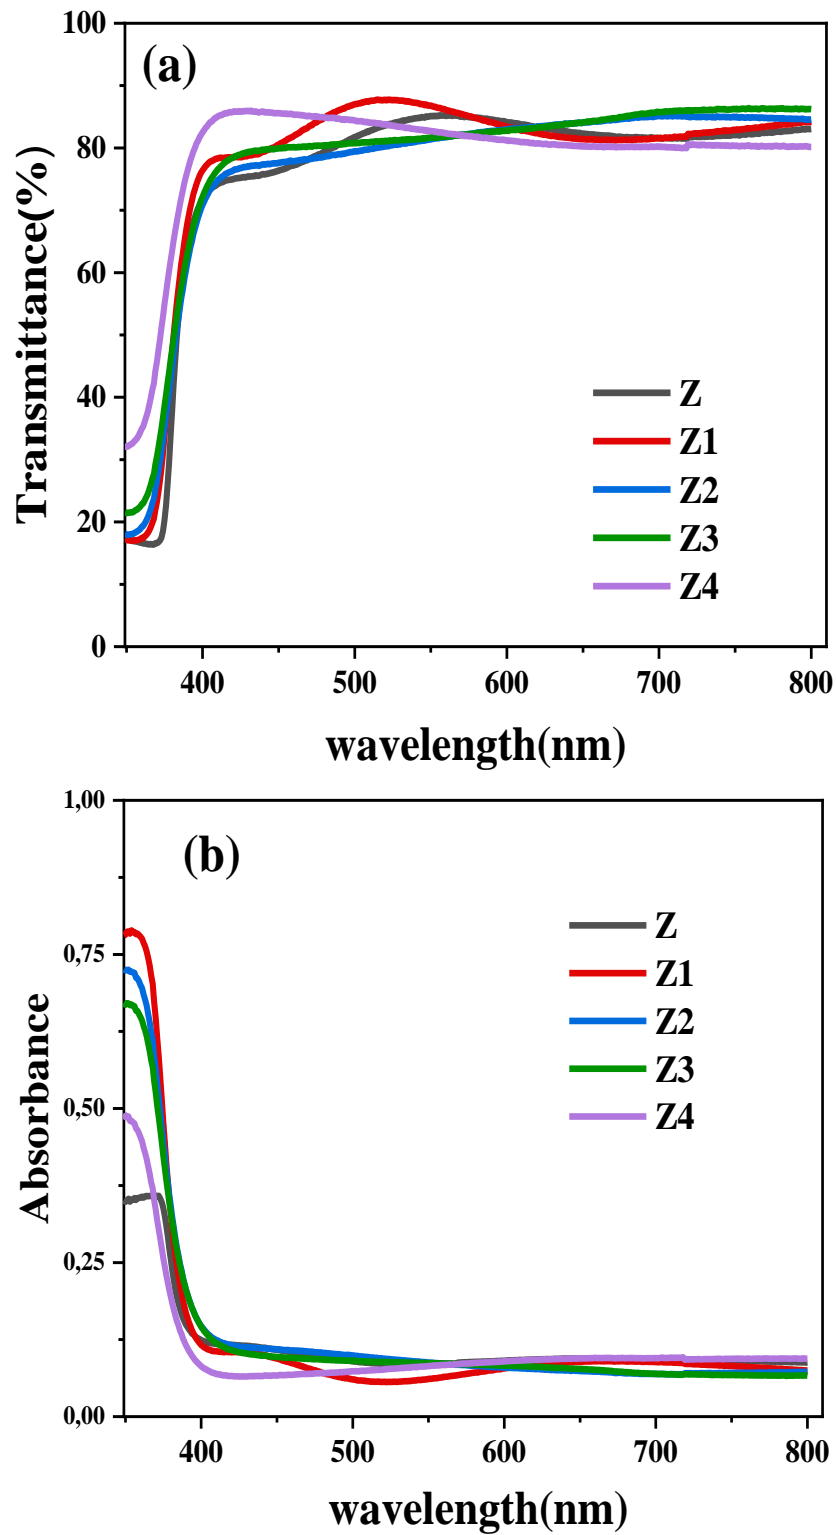 (a)
100
80
60
40
20
0
Transmittance(%)
Z
Z1
Z2
Z3
Z4
400 500 600 700 800
wavelength(nm)
(b)
1,00
0,75
0,50
0,25
0,00
Absorbance
Z
Z1
Z2
Z3
Z4
400 500 600 700 800
wavelength(nm)